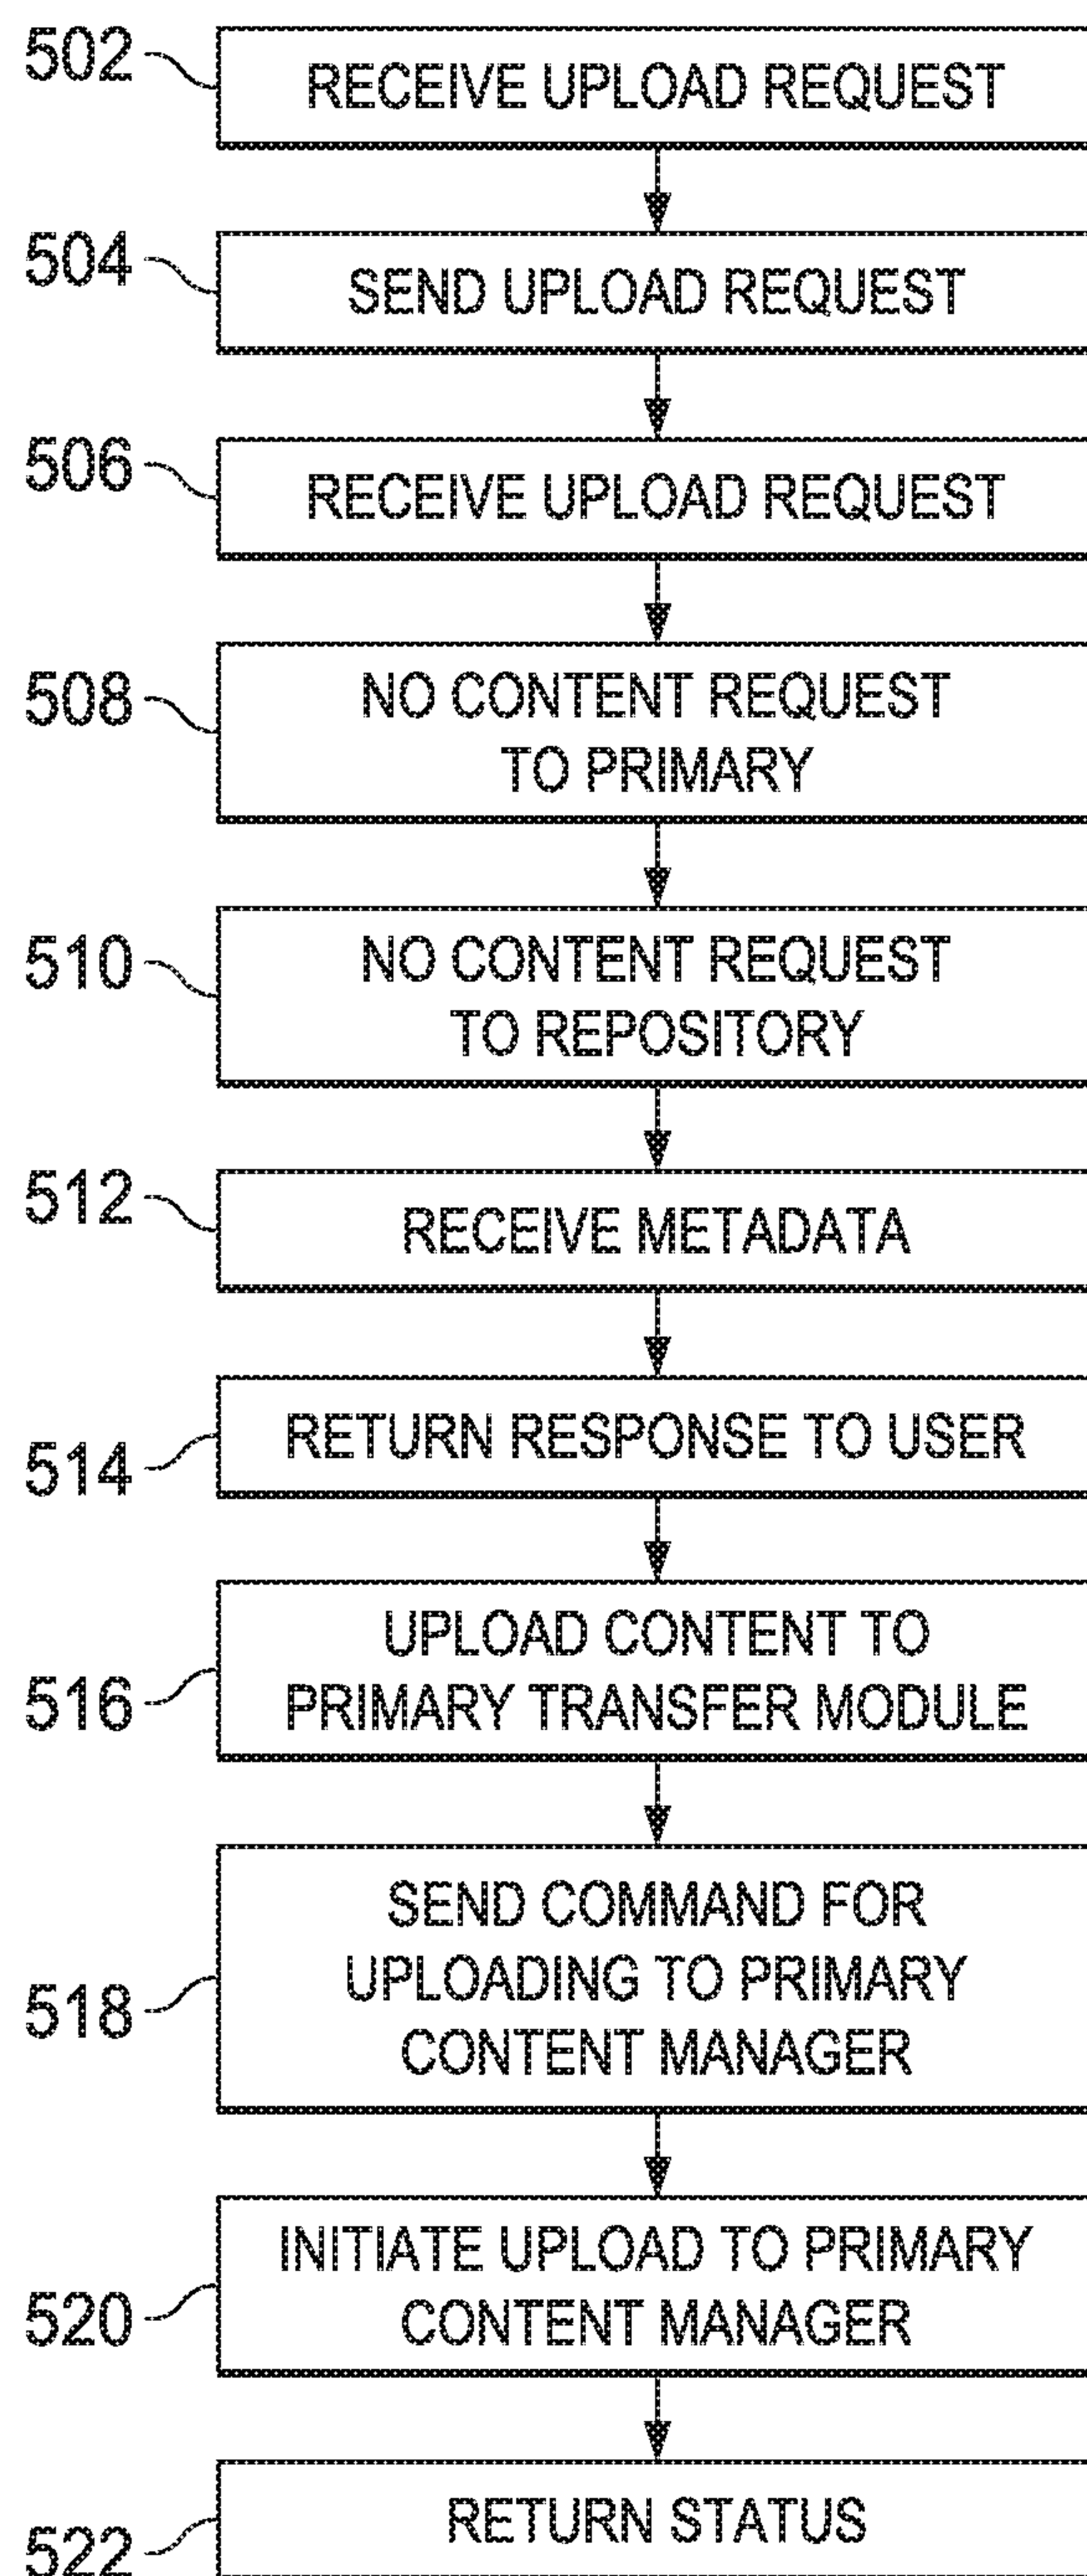 502
RECEIVE UPLOAD REQUEST
504
SEND UPLOAD REQUEST
506
RECEIVE UPLOAD REQUEST
508
NO CONTENT REQUEST
TO PRIMARY
510
NO CONTENT REQUEST
TO REPOSITORY
512
RECEIVE METADATA
514
RETURN RESPONSE TO USER
516
UPLOAD CONTENT TO
PRIMARY TRANSFER MODULE
518
SEND COMMAND FOR
UPLOADING TO PRIMARY
CONTENT MANAGER
520
INITIATE UPLOAD TO PRIMARY
CONTENT MANAGER
522
RETURN STATUS